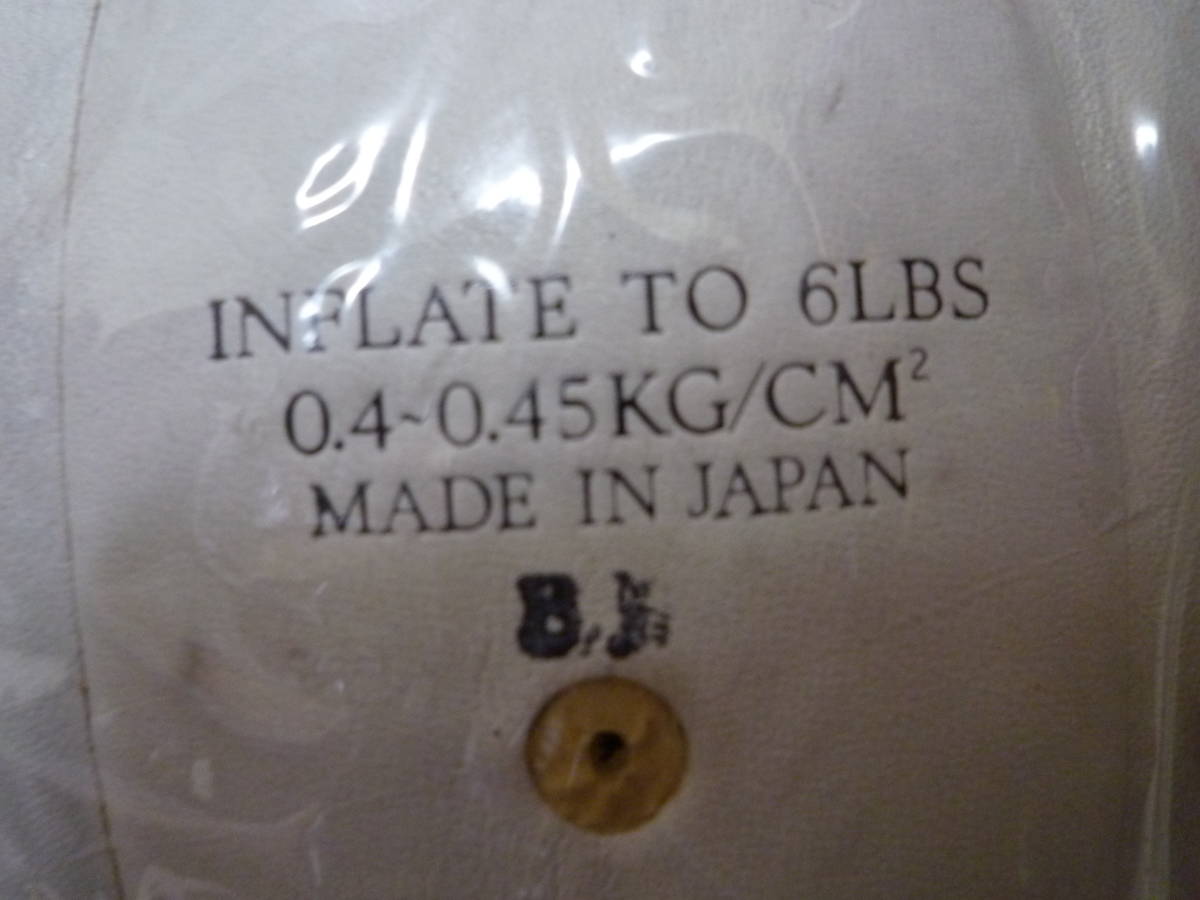 INFLATE TO 6LBS
0.4~0.45KG/CM²
MADE IN JAPAN